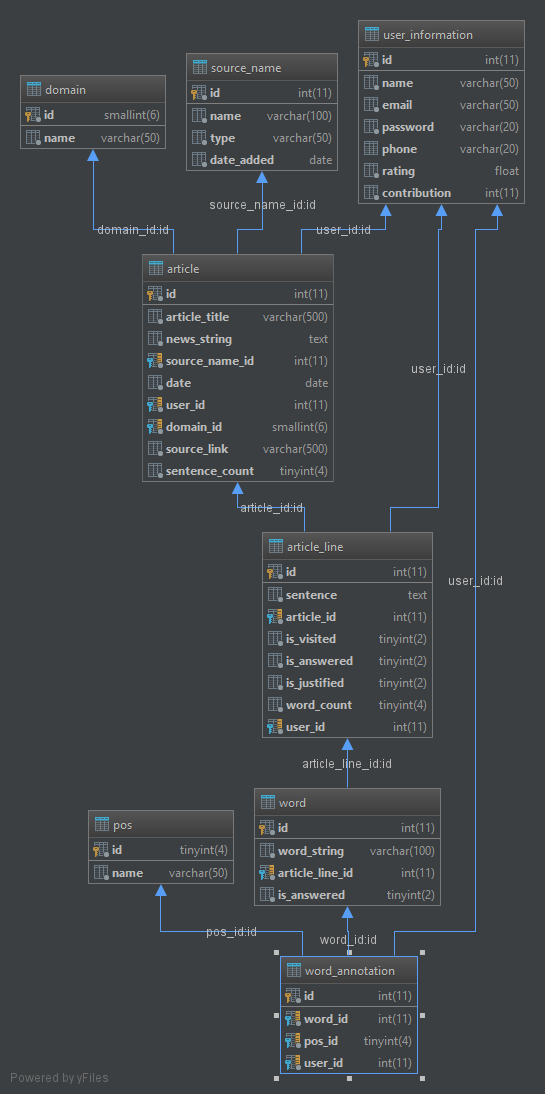 user_information
id int(11)
name varchar(50)
email varchar(50)
password varchar(20)
phone varchar(20)
rating float
contribution int(11)
source_name
id int(11)
name varchar(100)
type varchar(50)
date_added date
domain
id smallint(6)
name varchar(50)
source_name_id:id
domain_id:id
user_id:id
article
id int(11)
article_title varchar(500)
news_string text
source_name_id int(11)
date date
user_id int(11)
domain_id smallint(6)
source_link varchar(500)
sentence_count tinyint(4)
user_id:id
article_id:id
article_line
id int(11)
sentence text
article_id int(11)
is_visited tinyint(2)
is_answered tinyint(2)
is_justified tinyint(2)
word_count tinyint(4)
user_id int(11)
user_id:id
article_line_id:id
word
id int(11)
word_string varchar(100)
article_line_id int(11)
is_answered tinyint(2)
pos
id tinyint(4)
name varchar(50)
pos_id:id
word_id:id
word_annotation
id int(11)
word_id int(11)
pos_id tinyint(4)
user_id int(11)
Powered by yFiles